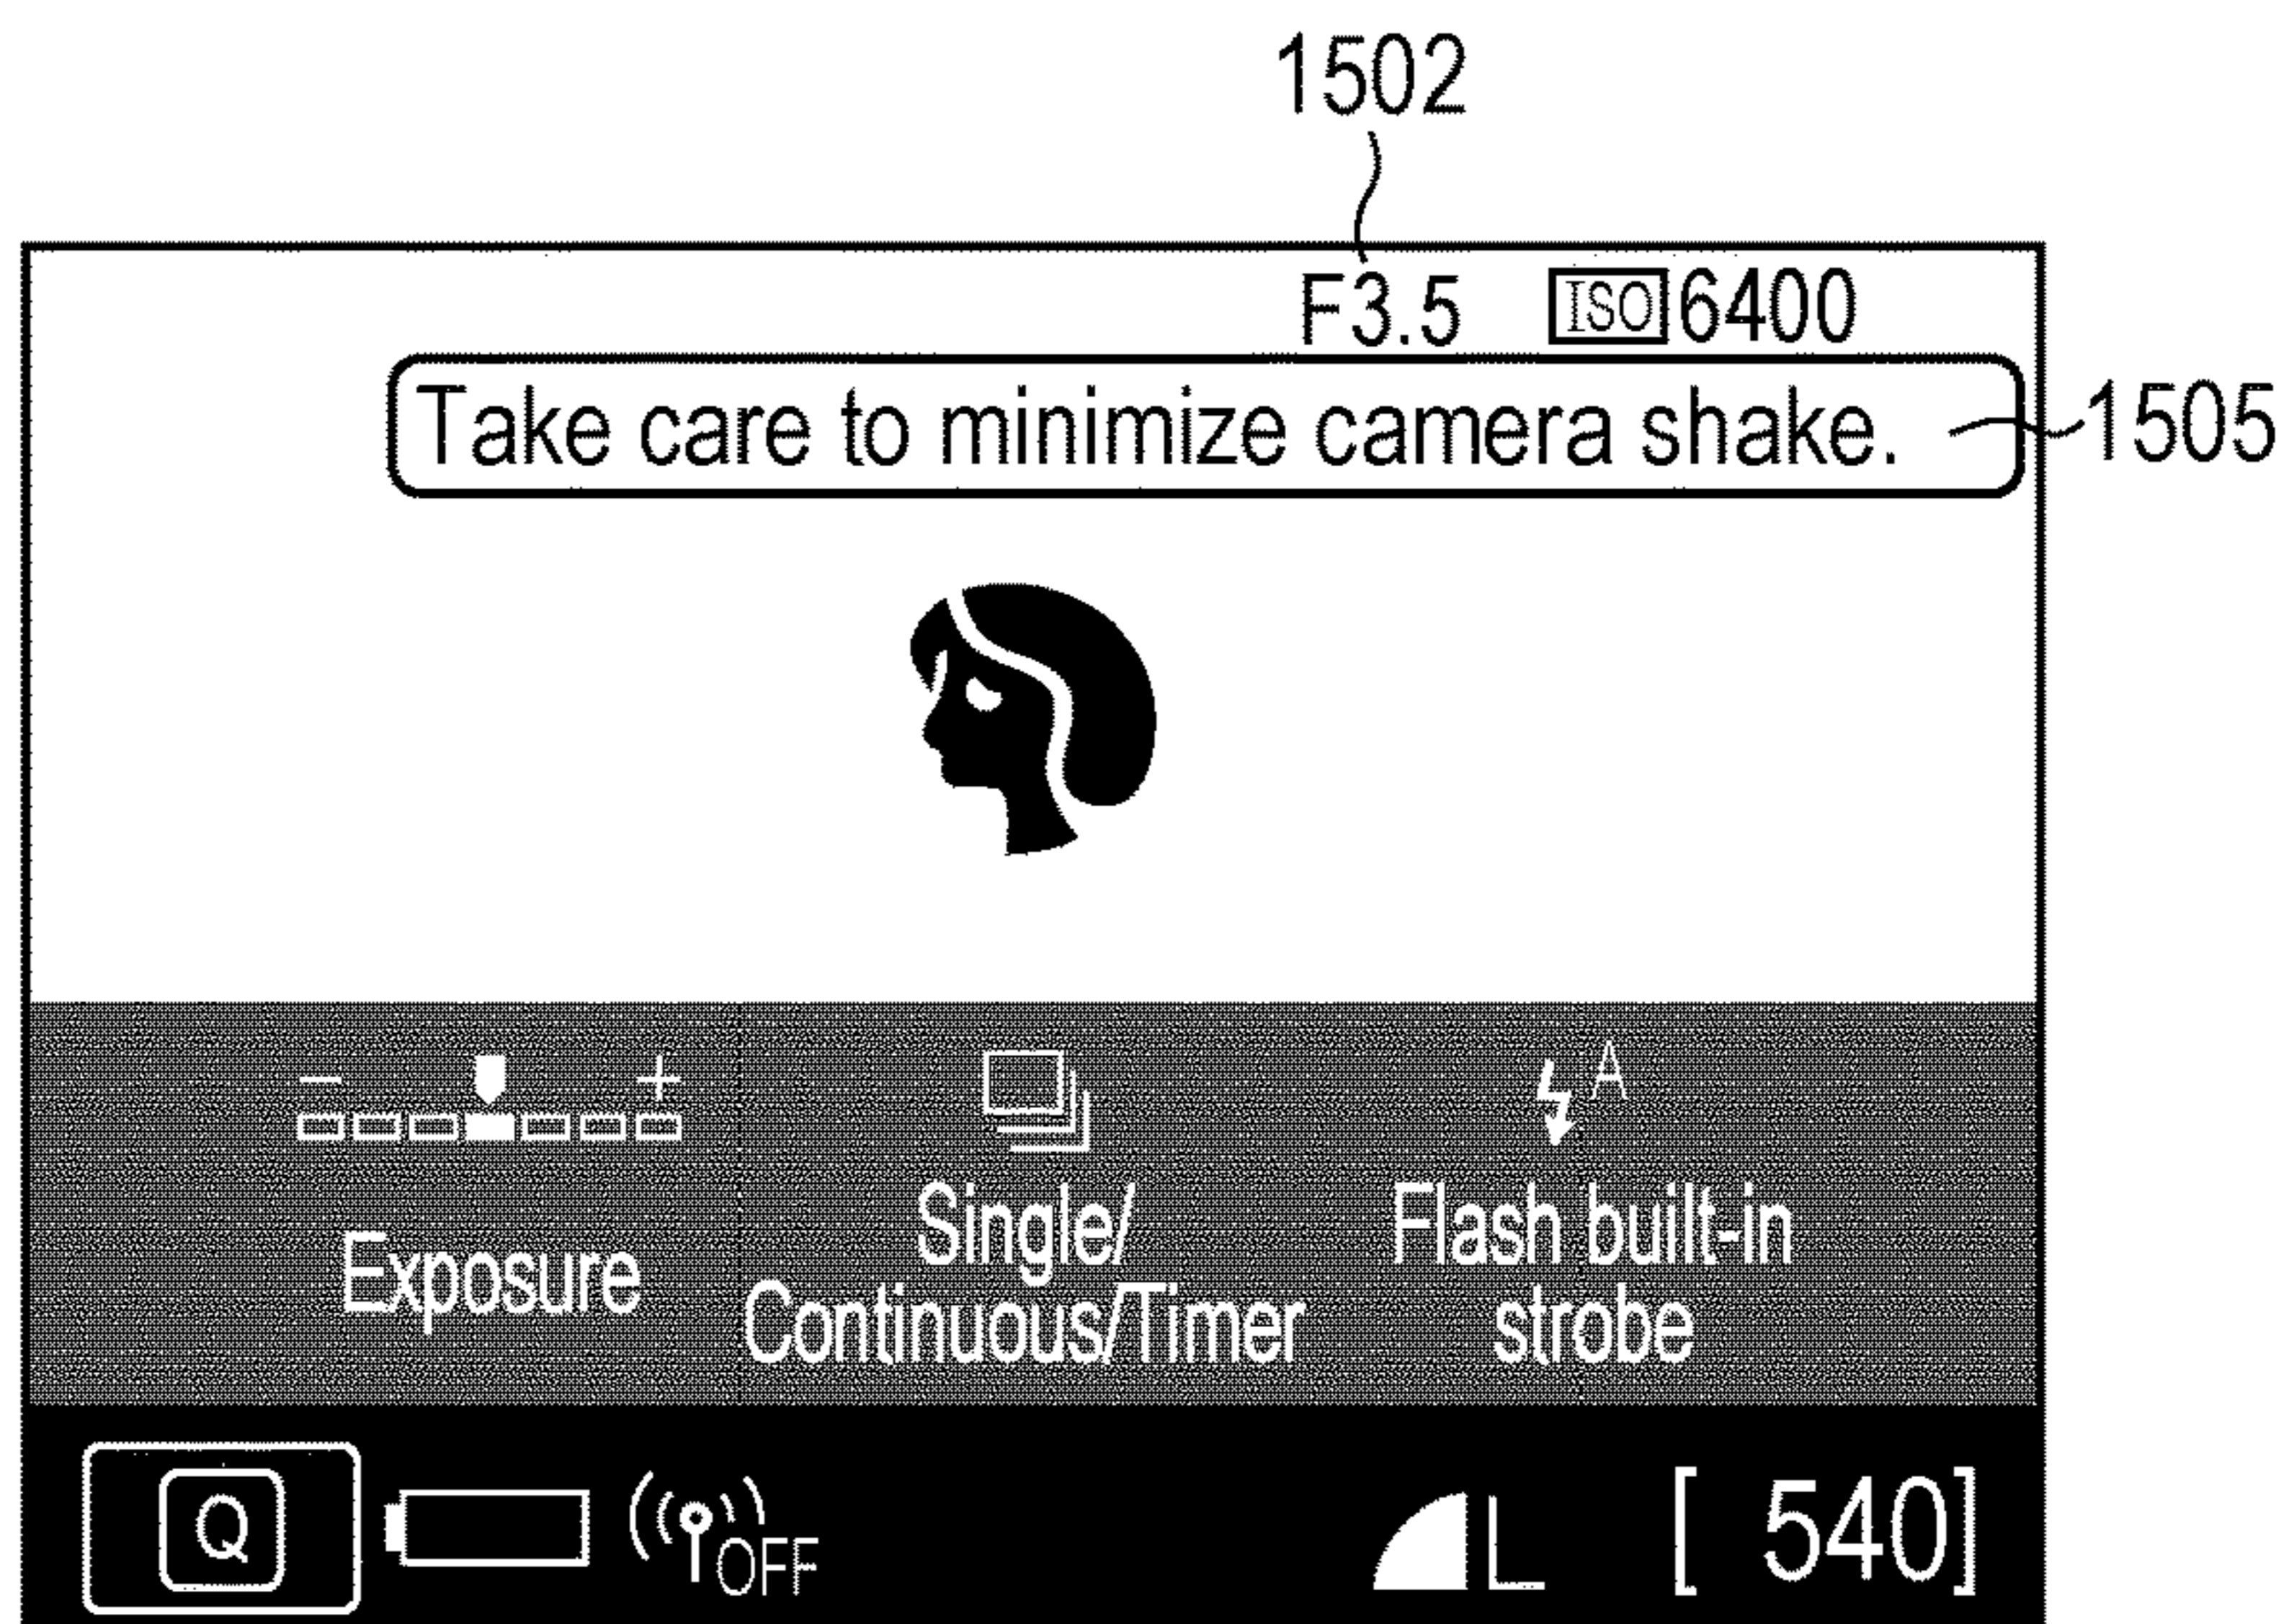 1502
F3.5 ISO 6400
Take care to minimize camera shake. 1505
- +
A
Exposure
Single/
Continuous/Timer
Flash built-in
strobe
Q OFF L [ 540]